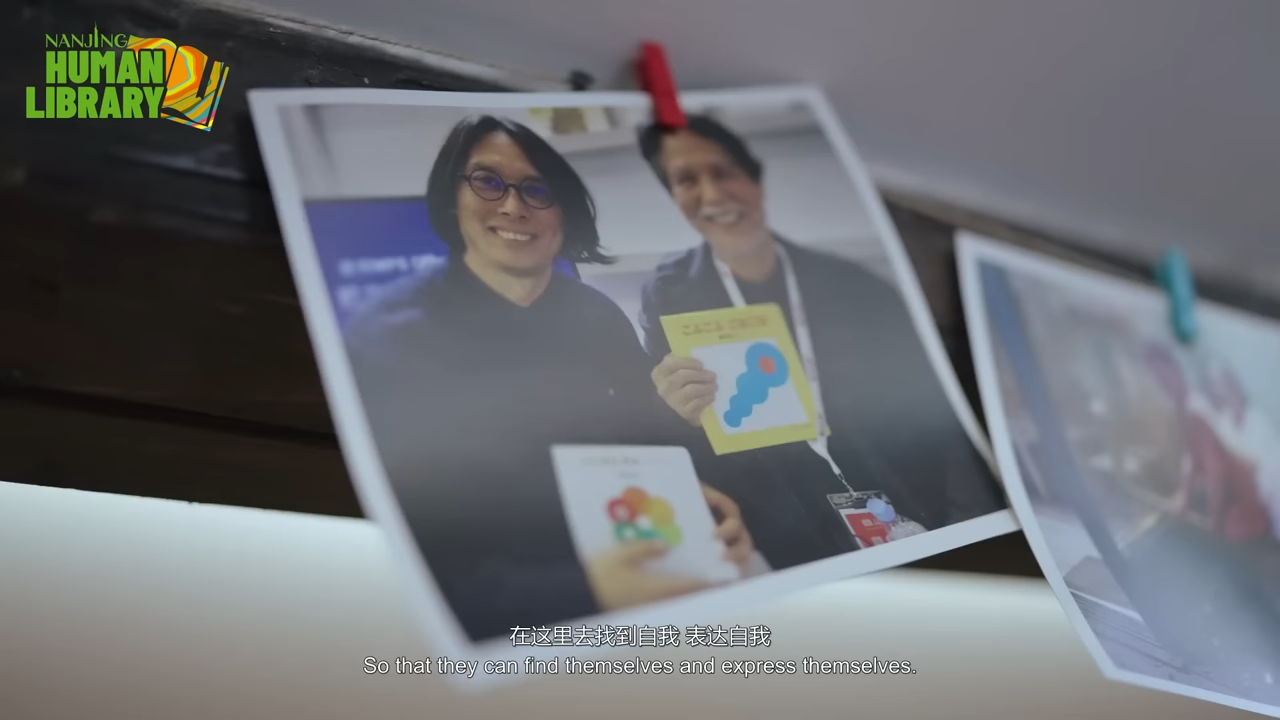 NANJING
HUMAN
LIBRARY
在这里去找到自我 表达自我
So that they can find themselves and express themselves.